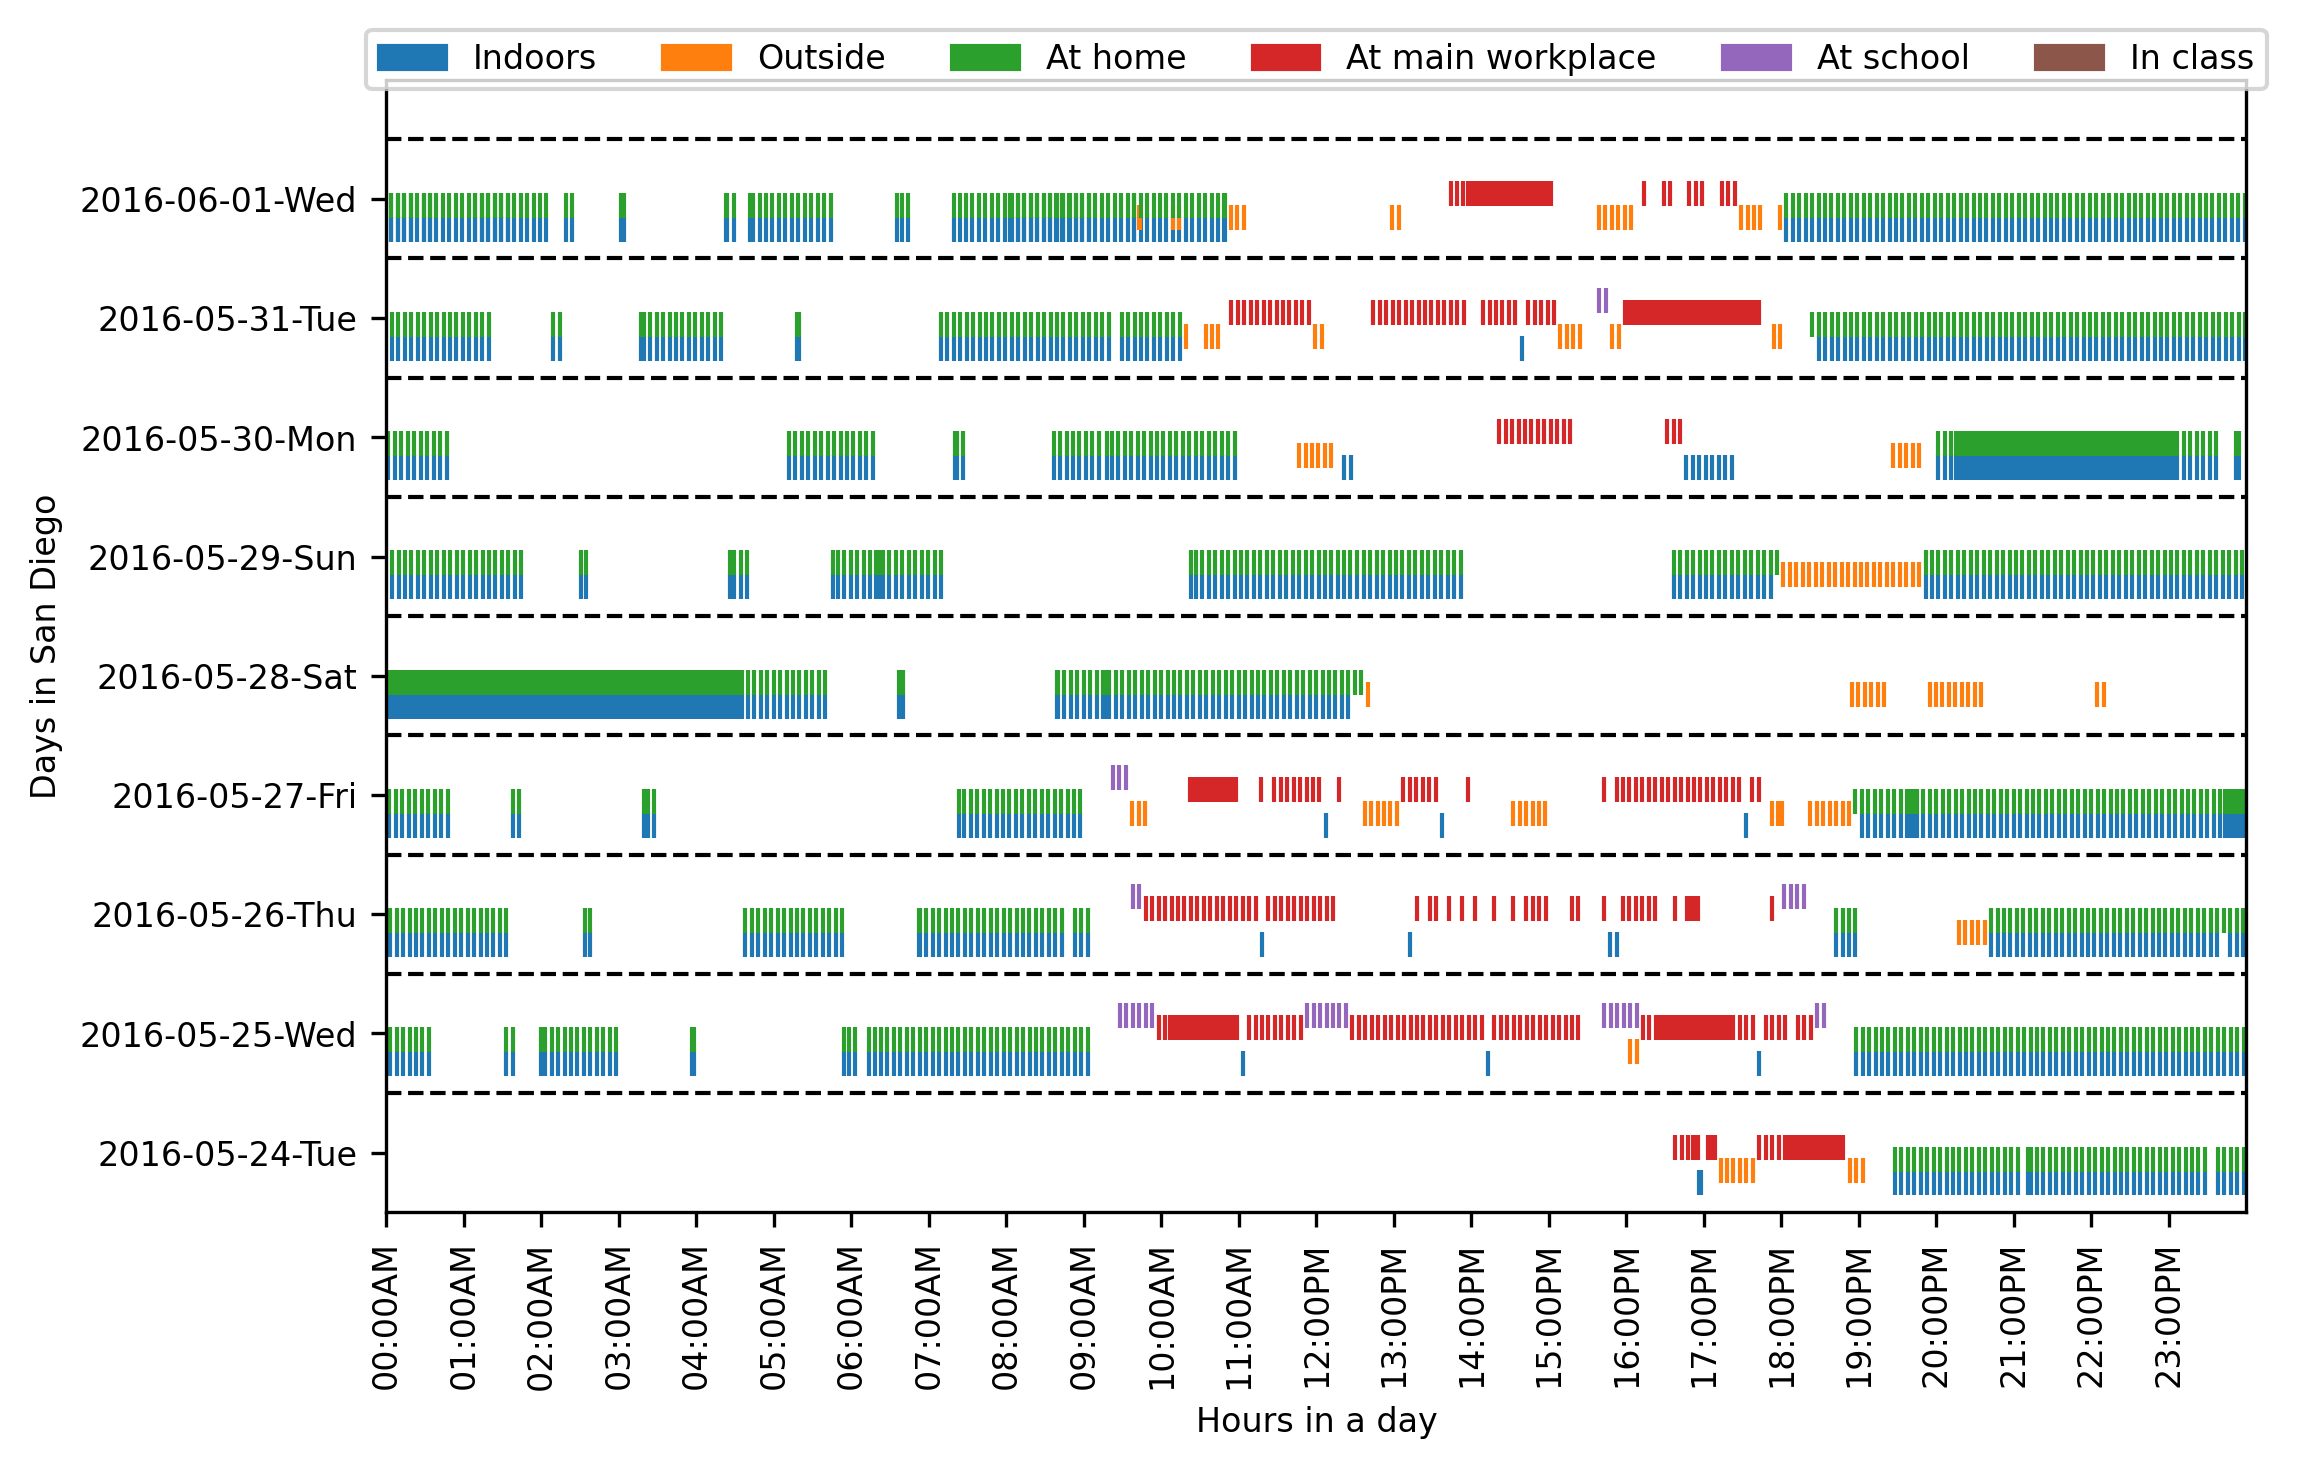 Indoors Outside At home At main workplace At school In class
2016-06-01-Wed
2016-05-31-Tue
2016-05-30-Mon
2016-05-29-Sun
2016-05-28-Sat
2016-05-27-Fri
2016-05-26-Thu
2016-05-25-Wed
2016-05-24-Tue
Days in San Diego
00:00AM
01:00AM
02:00AM
03:00AM
04:00AM
05:00AM
06:00AM
07:00AM
08:00AM
09:00AM
10:00AM
11:00AM
12:00PM
13:00PM
14:00PM
15:00PM
16:00PM
17:00PM
18:00PM
19:00PM
20:00PM
21:00PM
22:00PM
23:00PM
Hours in a day